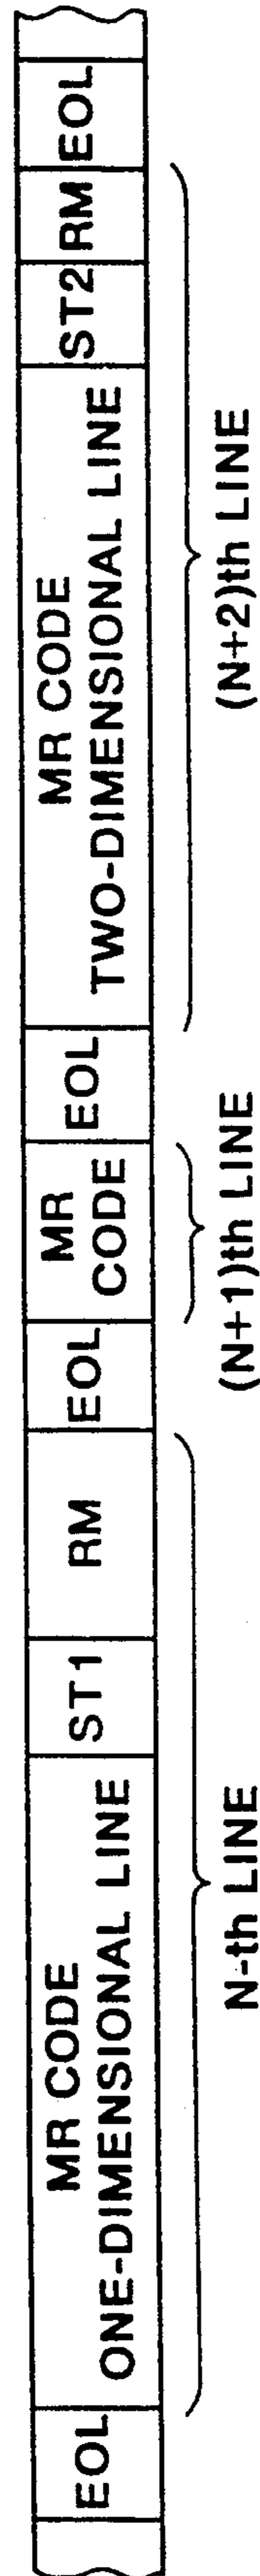 EOL
MR CODE
ONE-DIMENSIONAL LINE
ST1
RM
EOL
MR
CODE
EOL
MR CODE
TWO-DIMENSIONAL LINE
ST2
RM
EOL
N-th LINE
(N+1)th LINE
(N+2)th LINE